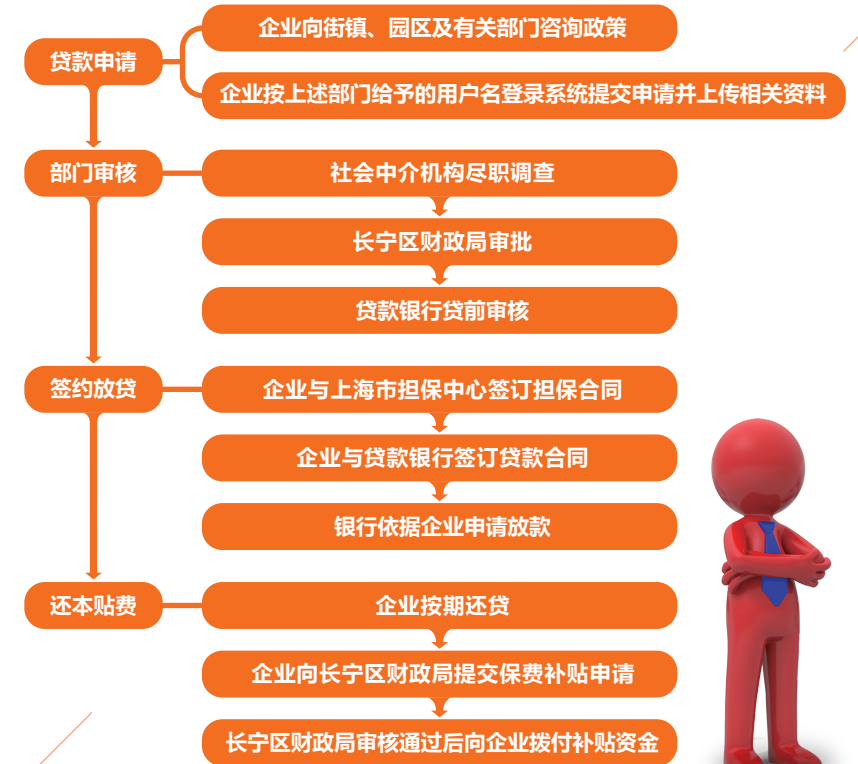 贷款申请
企业向街镇、园区及有关部门咨询政策
企业按上述部门给予的用户名登录系统提交申请并上传相关资料
部门审核
社会中介机构尽职调查
长宁区财政局审批
贷款银行贷前审核
签约放贷
企业与上海市担保中心签订担保合同
企业与贷款银行签订贷款合同
银行依据企业申请放款
还本贴费
企业按期还贷
企业向长宁区财政局提交保费补贴申请
长宁区财政局审核通过后向企业拨付补贴资金